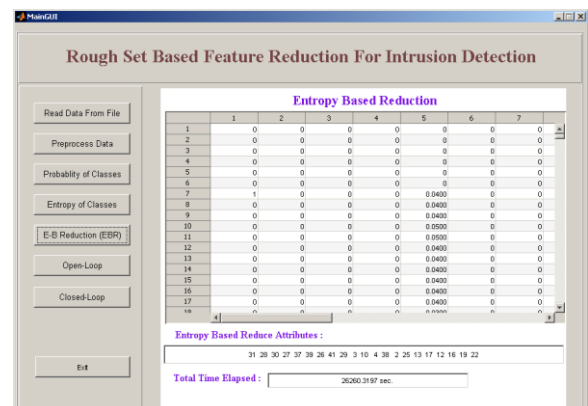 MainGUI
Rough Set Based Feature Reduction For Intrusion Detection
Read Data From File
Preprocess Data
Probablity of Classes
Entropy of Classes
E-B Reduction (EBR)
Open-Loop
Closed-Loop
Exit
Entropy Based Reduction
1 2 3 4 5 6 7
1 0 0 0 0 0 0 0
2 0 0 0 0 0 0 0
3 0 0 0 0 0 0 0
4 0 0 0 0 0 0 0
5 0 0 0 0 0 0 0
6 0 0 0 0 0 0 0
7 1 0 0 0 0.0400 0 0
8 0 0 0 0 0.0400 0 0
9 0 0 0 0 0.0400 0 0
10 0 0 0 0 0.0500 0 0
11 0 0 0 0 0.0500 0 0
12 0 0 0 0 0.0400 0 0
13 0 0 0 0 0.0400 0 0
14 0 0 0 0 0.0400 0 0
15 0 0 0 0 0.0400 0 0
16 0 0 0 0 0.0400 0 0
17 0 0 0 0 0.0400 0 0
18 0 0 0 0 0 0
Entropy Based Reduce Attributes :
31 28 30 27 37 39 26 41 29 3 10 4 38 2 25 13 17 12 16 19 22
Total Time Elapsed :
26260.3197 sec.